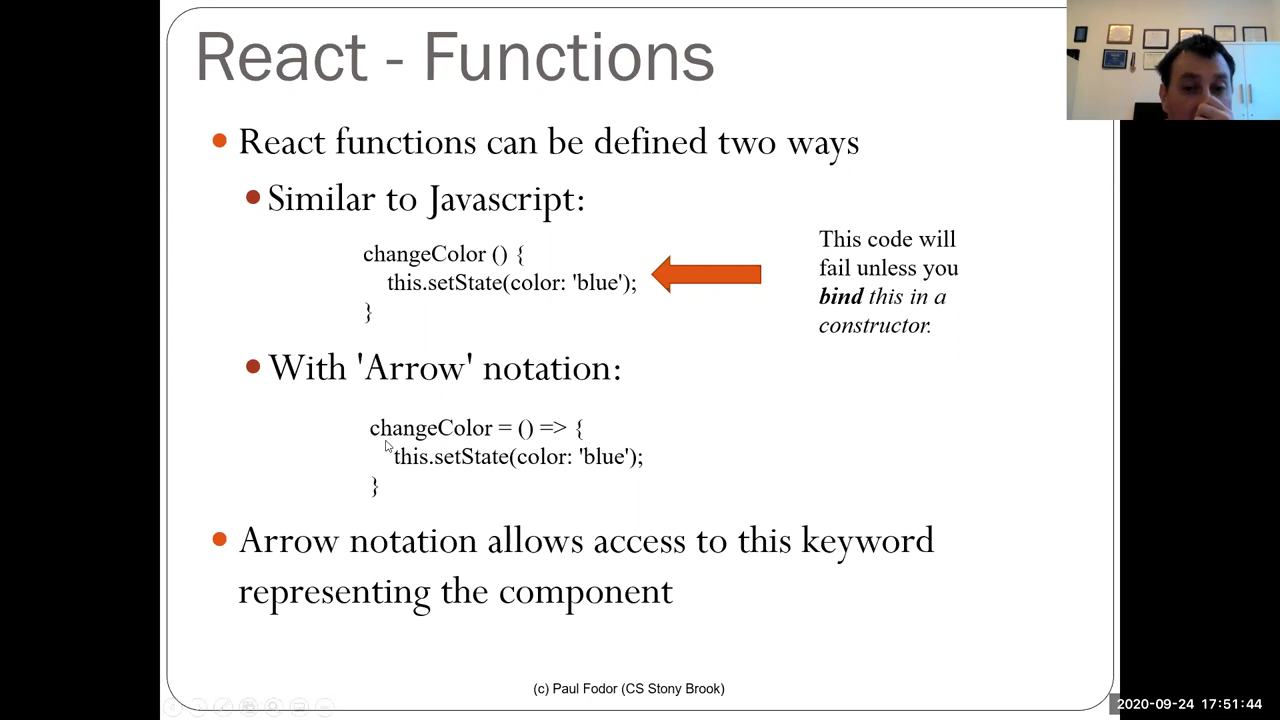 React - Functions
• React functions can be defined two ways
• Similar to Javascript:
changeColor () {
this.setState(color: 'blue');
}
This code will
fail unless you
bind this in a
constructor.
• With 'Arrow' notation:
changeColor = () => {
this.setState(color: 'blue');
}
• Arrow notation allows access to this keyword
representing the component
(c) Paul Fodor (CS Stony Brook)
2020-09-24 17:51:44